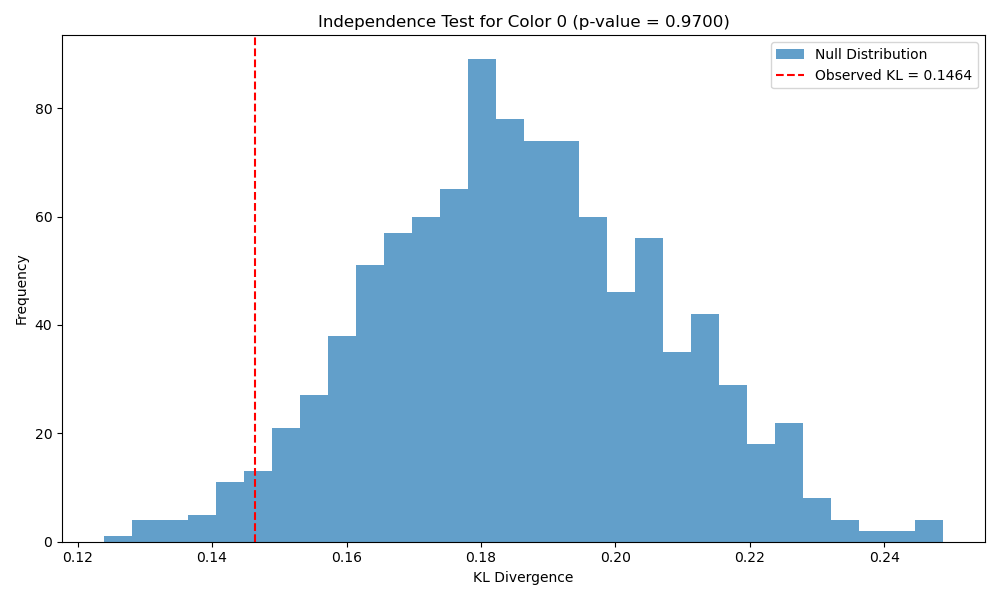 Independence Test for Color 0 (p-value = 0.9700)
Null Distribution
Observed KL = 0.1464
Frequency
80
60
40
20
0
0.12 0.14 0.16 0.18 0.20 0.22 0.24
KL Divergence